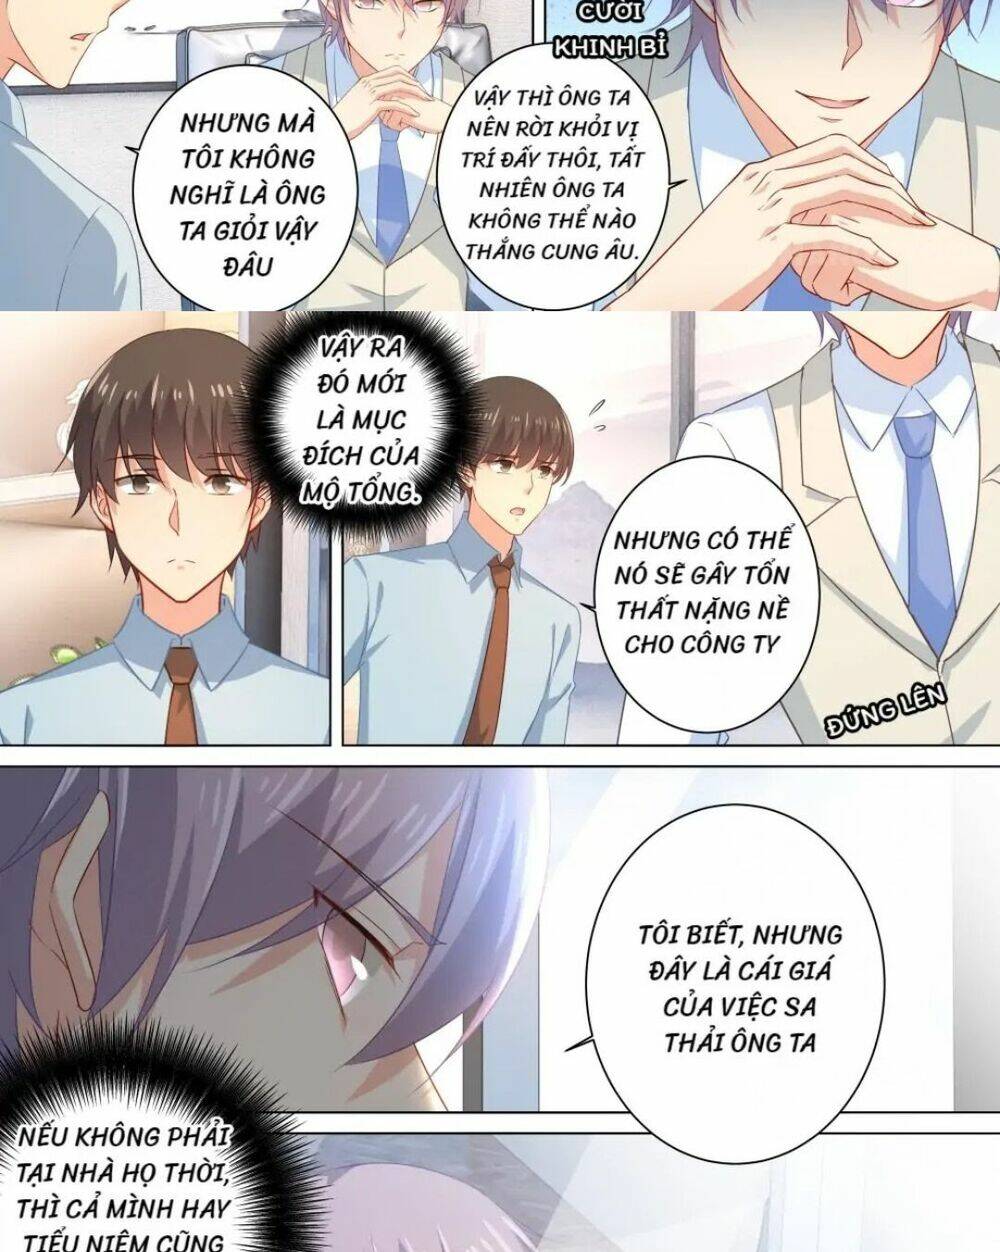 CƯỜI
KHINH BỈ
NHƯNG MÀ
TÔI KHÔNG
NGHĨ LÀ ÔNG
TA GIỎI VẬY
ĐÂU
VẬY THÌ ÔNG TA
NÊN RỜI KHỎI VỊ
TRÍ ĐẤY THÔI, TẤT
NHIÊN ÔNG TA
KHÔNG THỂ NÀO
THẮNG CUNG ÂU.
VẬY RA
ĐÓ MỚI
LÀ MỤC
ĐÍCH CỦA
MỘ TỔNG.
NHƯNG CÓ THỂ
NÓ SẼ GÂY TỔN
THẤT NẶNG NỀ
CHO CÔNG TY
ĐỨNG LÊN
TÔI BIẾT, NHƯNG
ĐÂY LÀ CÁI GIÁ
CỦA VIỆC SA
THẢI ÔNG TA
NẾU KHÔNG PHẢI
TẠI NHÀ HỌ THỜI,
THÌ CẢ MÌNH HAY
TIỂU NIỆM CŨNG